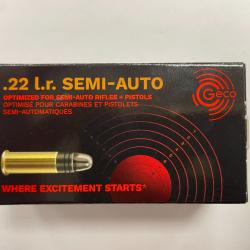 .22 l.r. SEMI-AUTO
OPTIMIZED FOR SEMI-AUTO RIFLES + PISTOLS
OPTIMISÉ POUR CARABINES ET PISTOLETS
SEMI-AUTOMATIQUES
Geco
WHERE EXCITEMENT STARTS*